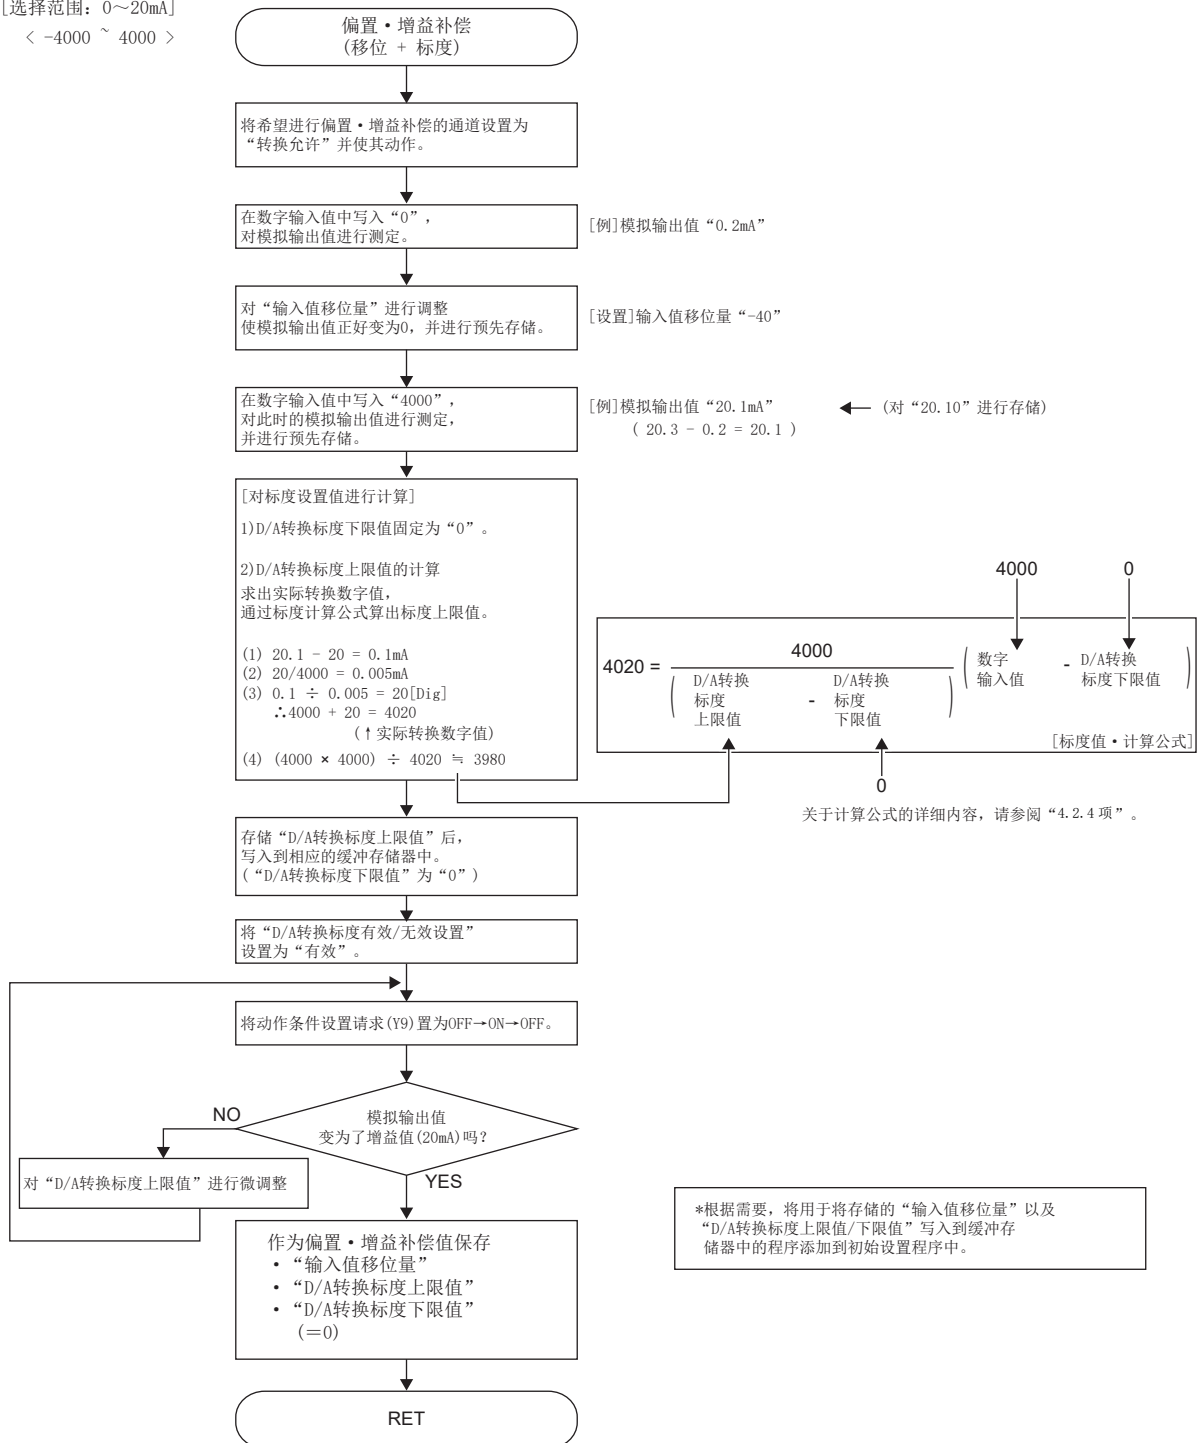 [选择范围: 0～20mA]
< -4000 ~ 4000 >
偏置・增益补偿
(移位 + 标度)
将希望进行偏置・增益补偿的通道设置为
“转换允许”并使其动作。
在数字输入值中写入“0”,
对模拟输出值进行测定。
[例]模拟输出值“0.2mA”
对“输入值移位量”进行调整
使模拟输出值正好变为0，并进行预先存储。
[设置]输入值移位量“-40”
在数字输入值中写入“4000”,
对此时的模拟输出值进行测定,
并进行预先存储。
[例]模拟输出值“20.1mA” ← (对“20.10”进行存储)
( 20.3 - 0.2 = 20.1 )
[对标度设置值进行计算]
1)D/A转换标度下限值固定为“0”。
2)D/A转换标度上限值的计算
求出实际转换数字值,
通过标度计算公式算出标度上限值。
(1) 20.1 - 20 = 0.1mA
(2) 20/4000 = 0.005mA
(3) 0.1 ÷ 0.005 = 20[Dig]
∴4000 + 20 = 4020
(↑实际转换数字值)
(4) (4000 × 4000) ÷ 4020 ≒ 3980
4000 0
4020 =
4000
(
D/A转换
标度
上限值
-
D/A转换
标度
下限值
)
(
数字
输入值
-
D/A转换
标度下限值
)
[标度值・计算公式]
0
关于计算公式的详细内容，请参阅“4.2.4 项”。
存储“D/A转换标度上限值”后,
写入到相应的缓冲存储器中。
(“D/A转换标度下限值”为“0”)
将“D/A转换标度有效/无效设置”
设置为“有效”。
将动作条件设置请求(Y9)置为OFF→ON→OFF。
模拟输出值
变为了增益值(20mA)吗?
NO
YES
对“D/A转换标度上限值”进行微调整
作为偏置・增益补偿值保存
・“输入值移位量”
・“D/A转换标度上限值”
・“D/A转换标度下限值”
(＝0)
*根据需要，将用于将存储的“输入值移位量”以及
“D/A转换标度上限值/下限值”写入到缓冲存
储器中的程序添加到初始设置程序中。
RET